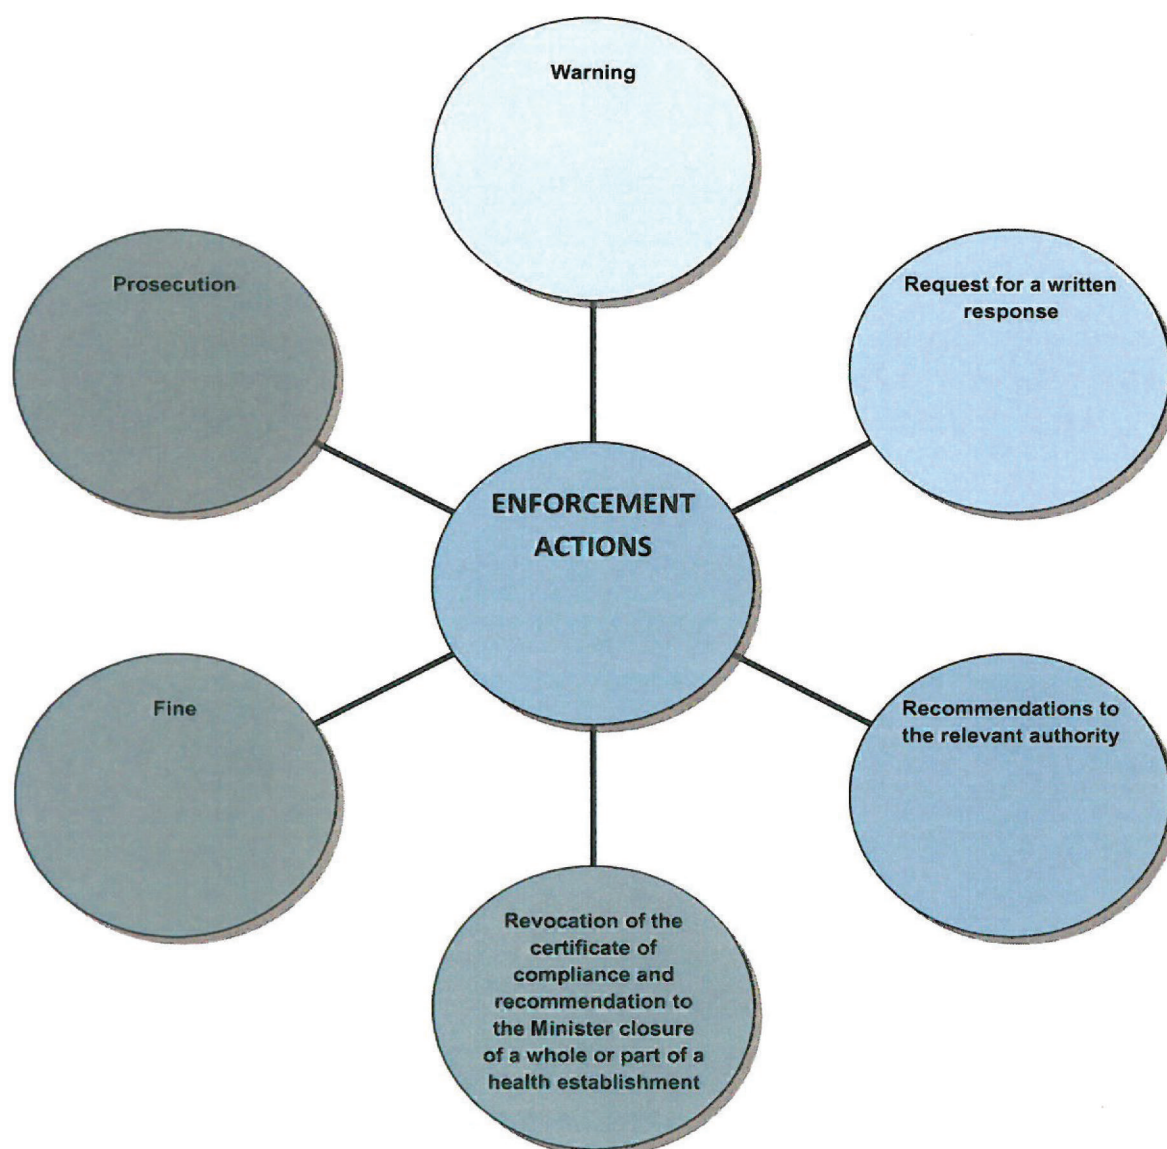 Warning
Request for a written
response
Recommendations to
the relevant authority
Revocation of the
certificate of
compliance and
recommendation to
the Minister closure
of a whole or part of a
health establishment
Fine
Prosecution
ENFORCEMENT
ACTIONS